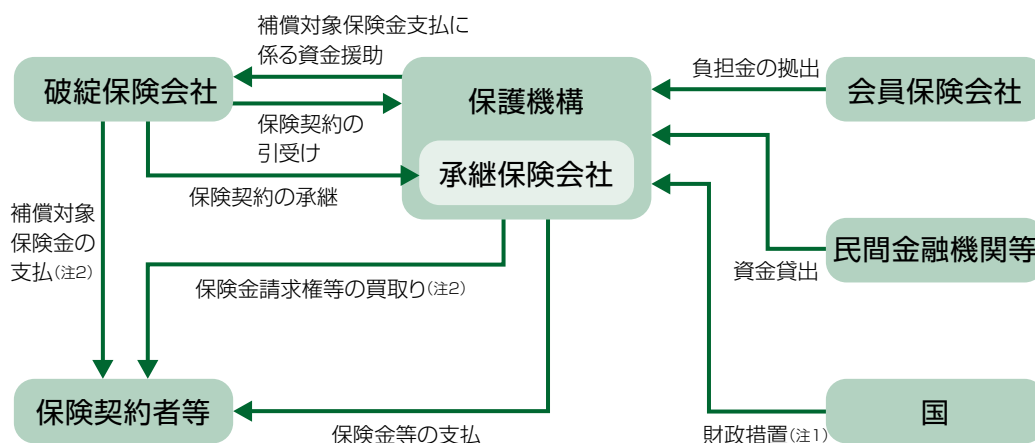 補償対象保険金支払に
係る資金援助
破綻保険会社
保護機構
負担金の拠出
会員保険会社
保険契約の
引受け
承継保険会社
保険契約の承継
補償対象
保険金の
支払(注2)
保険金請求権等の買取り(注2)
民間金融機関等
資金貸出
保険契約者等
保険金等の支払
国
財政措置(注1)